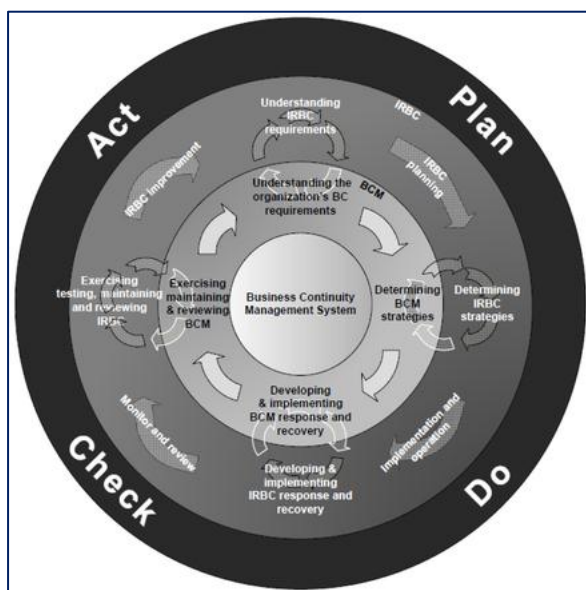 Act
Plan
Check
Do
IRBC
Understanding
IRBC
requirements
IRBC
planning
IRBC improvement
BCM
Understanding the
organization's BC
requirements
Exercising
testing, maintaining
and reviewing
IRBC
Exercising
maintaining
& reviewing
BCM
Business Continuity
Management System
Determining
BCM
strategies
Determining
IRBC
strategies
Developing
& implementing
BCM response and
recovery
Monitor and review
Developing &
implementing
IRBC response and
recovery
Implementation and
operation